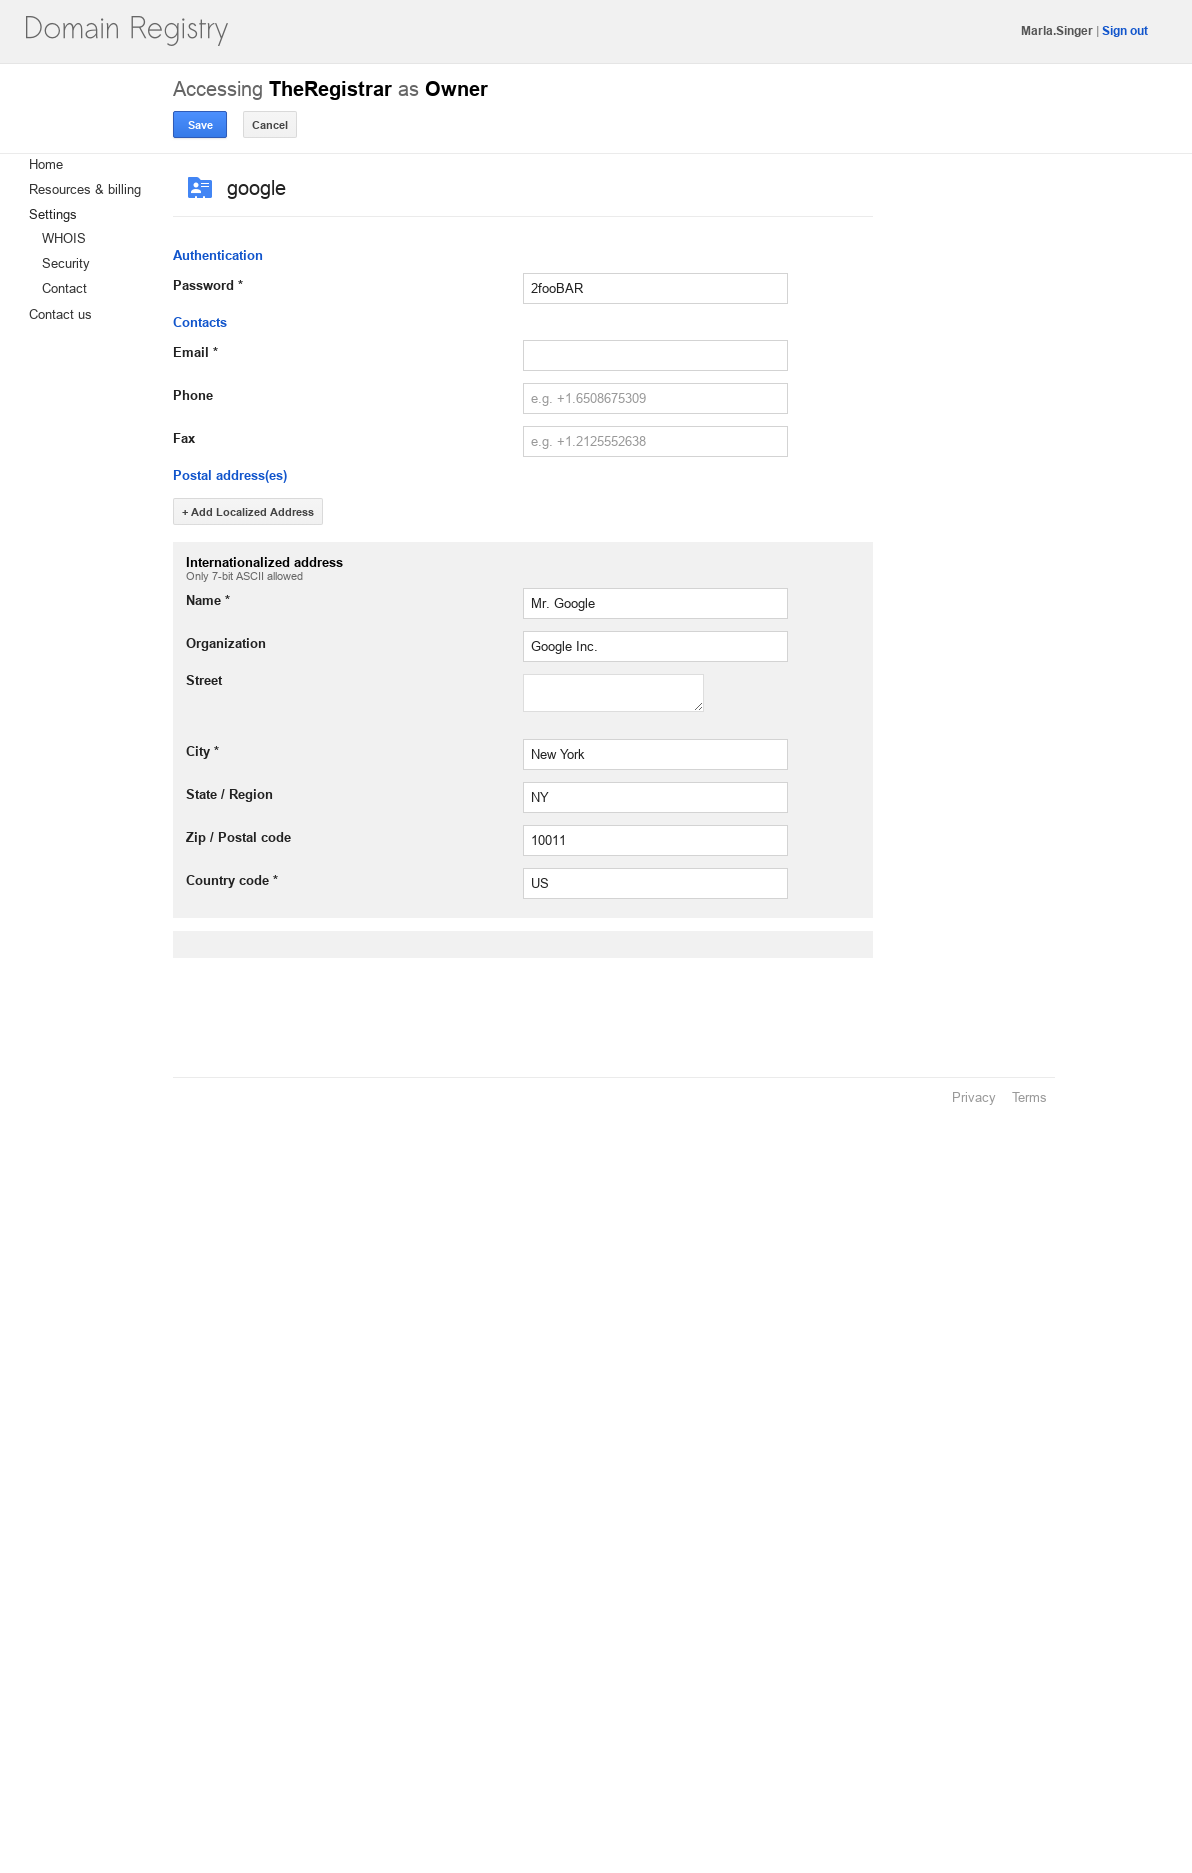 Domain Registry
Marla.Singer | Sign out
Accessing TheRegistrar as Owner
Save
Cancel
Home
Resources & billing
Settings
WHOIS
Security
Contact
Contact us
google
Authentication
Password *
2fooBAR
Contacts
Email *
Phone
e.g. +1.6508675309
Fax
e.g. +1.2125552638
Postal address(es)
+ Add Localized Address
Internationalized address
Only 7-bit ASCII allowed
Name *
Mr. Google
Organization
Google Inc.
Street
City *
New York
State / Region
NY
Zip / Postal code
10011
Country code *
US
Privacy
Terms